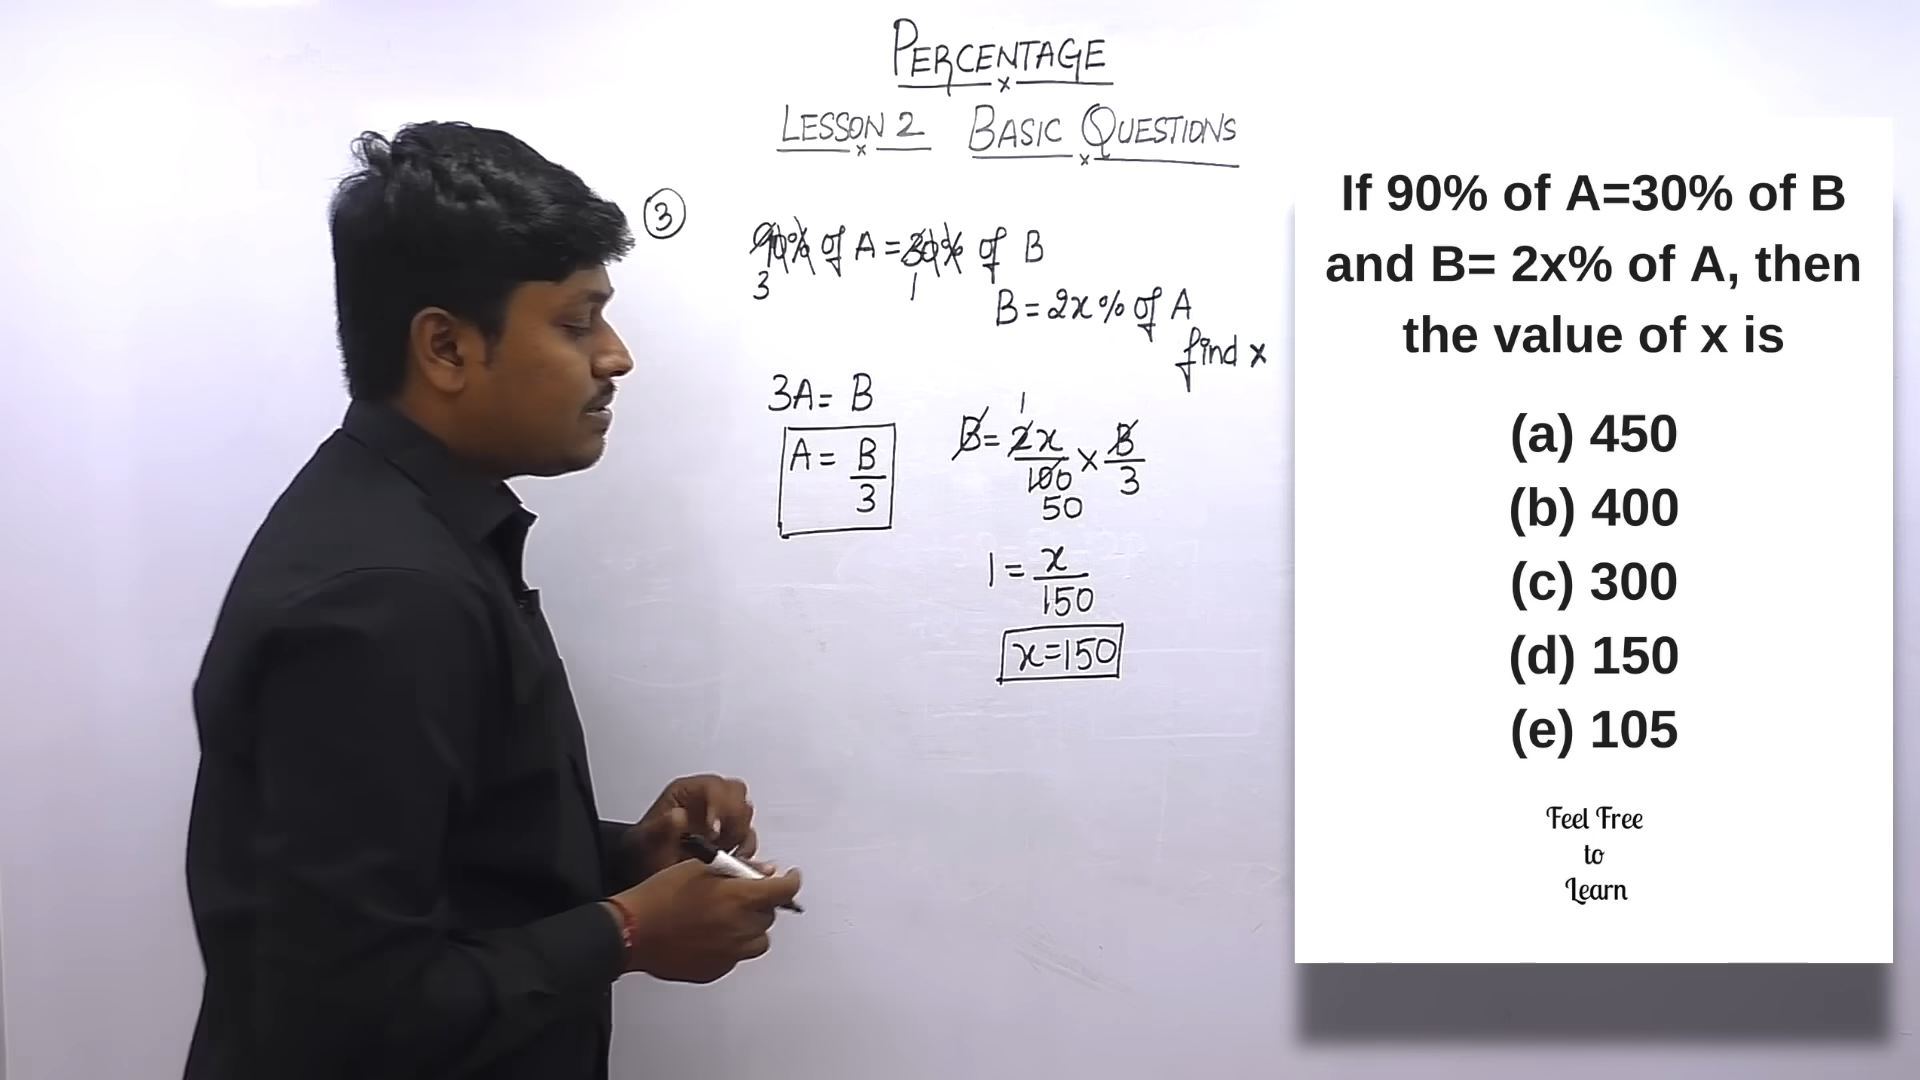 PERCENTAGE
LESSON 2 BASIC QUESTIONS
3
90% of A = 30% of B
3 1
B = 2x% of A
find x
3A = B
A = B/3
1
B = 2x/100 × B/3
50
1 = x/150
x=150
If 90% of A=30% of B
and B= 2x% of A, then
the value of x is
(a) 450
(b) 400
(c) 300
(d) 150
(e) 105
Feel Free
to
Learn